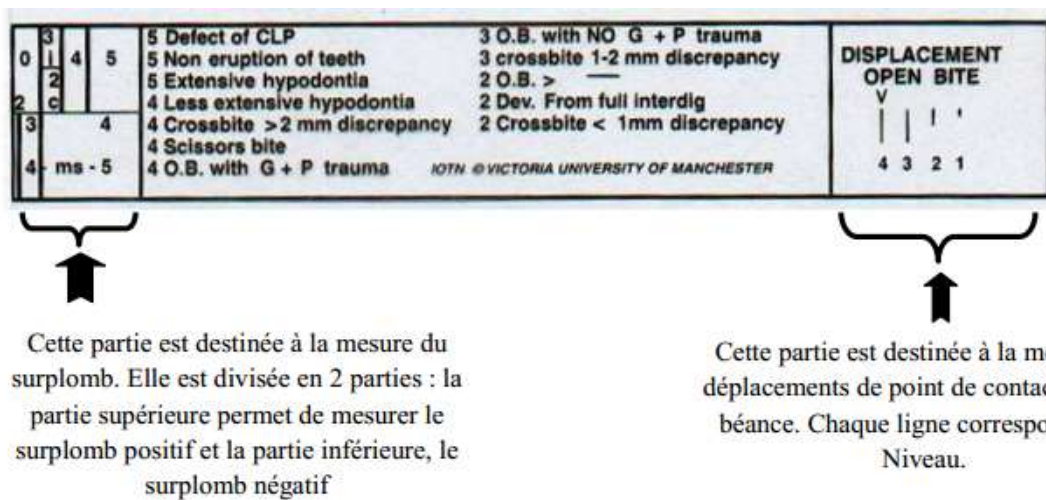 3
0 i 4 5
2
2 c
3 4
4 - ms - 5
5 Defect of CLP
5 Non eruption of teeth
5 Extensive hypodontia
4 Less extensive hypodontia
4 Crossbite >2 mm discrepancy
4 Scissors bite
4 O.B. with G + P trauma
3 O.B. with NO G + P trauma
3 crossbite 1-2 mm discrepancy
2 O.B. > —
2 Dev. From full interdig
2 Crossbite < 1mm discrepancy
IOTN © VICTORIA UNIVERSITY OF MANCHESTER
DISPLACEMENT
OPEN BITE
V
4 3 2 1
Cette partie est destinée à la mesure du
surplomb. Elle est divisée en 2 parties : la
partie supérieure permet de mesurer le
surplomb positif et la partie inférieure, le
surplomb négatif
Cette partie est destinée à la me
déplacements de point de contac
béance. Chaque ligne correspo
Niveau.